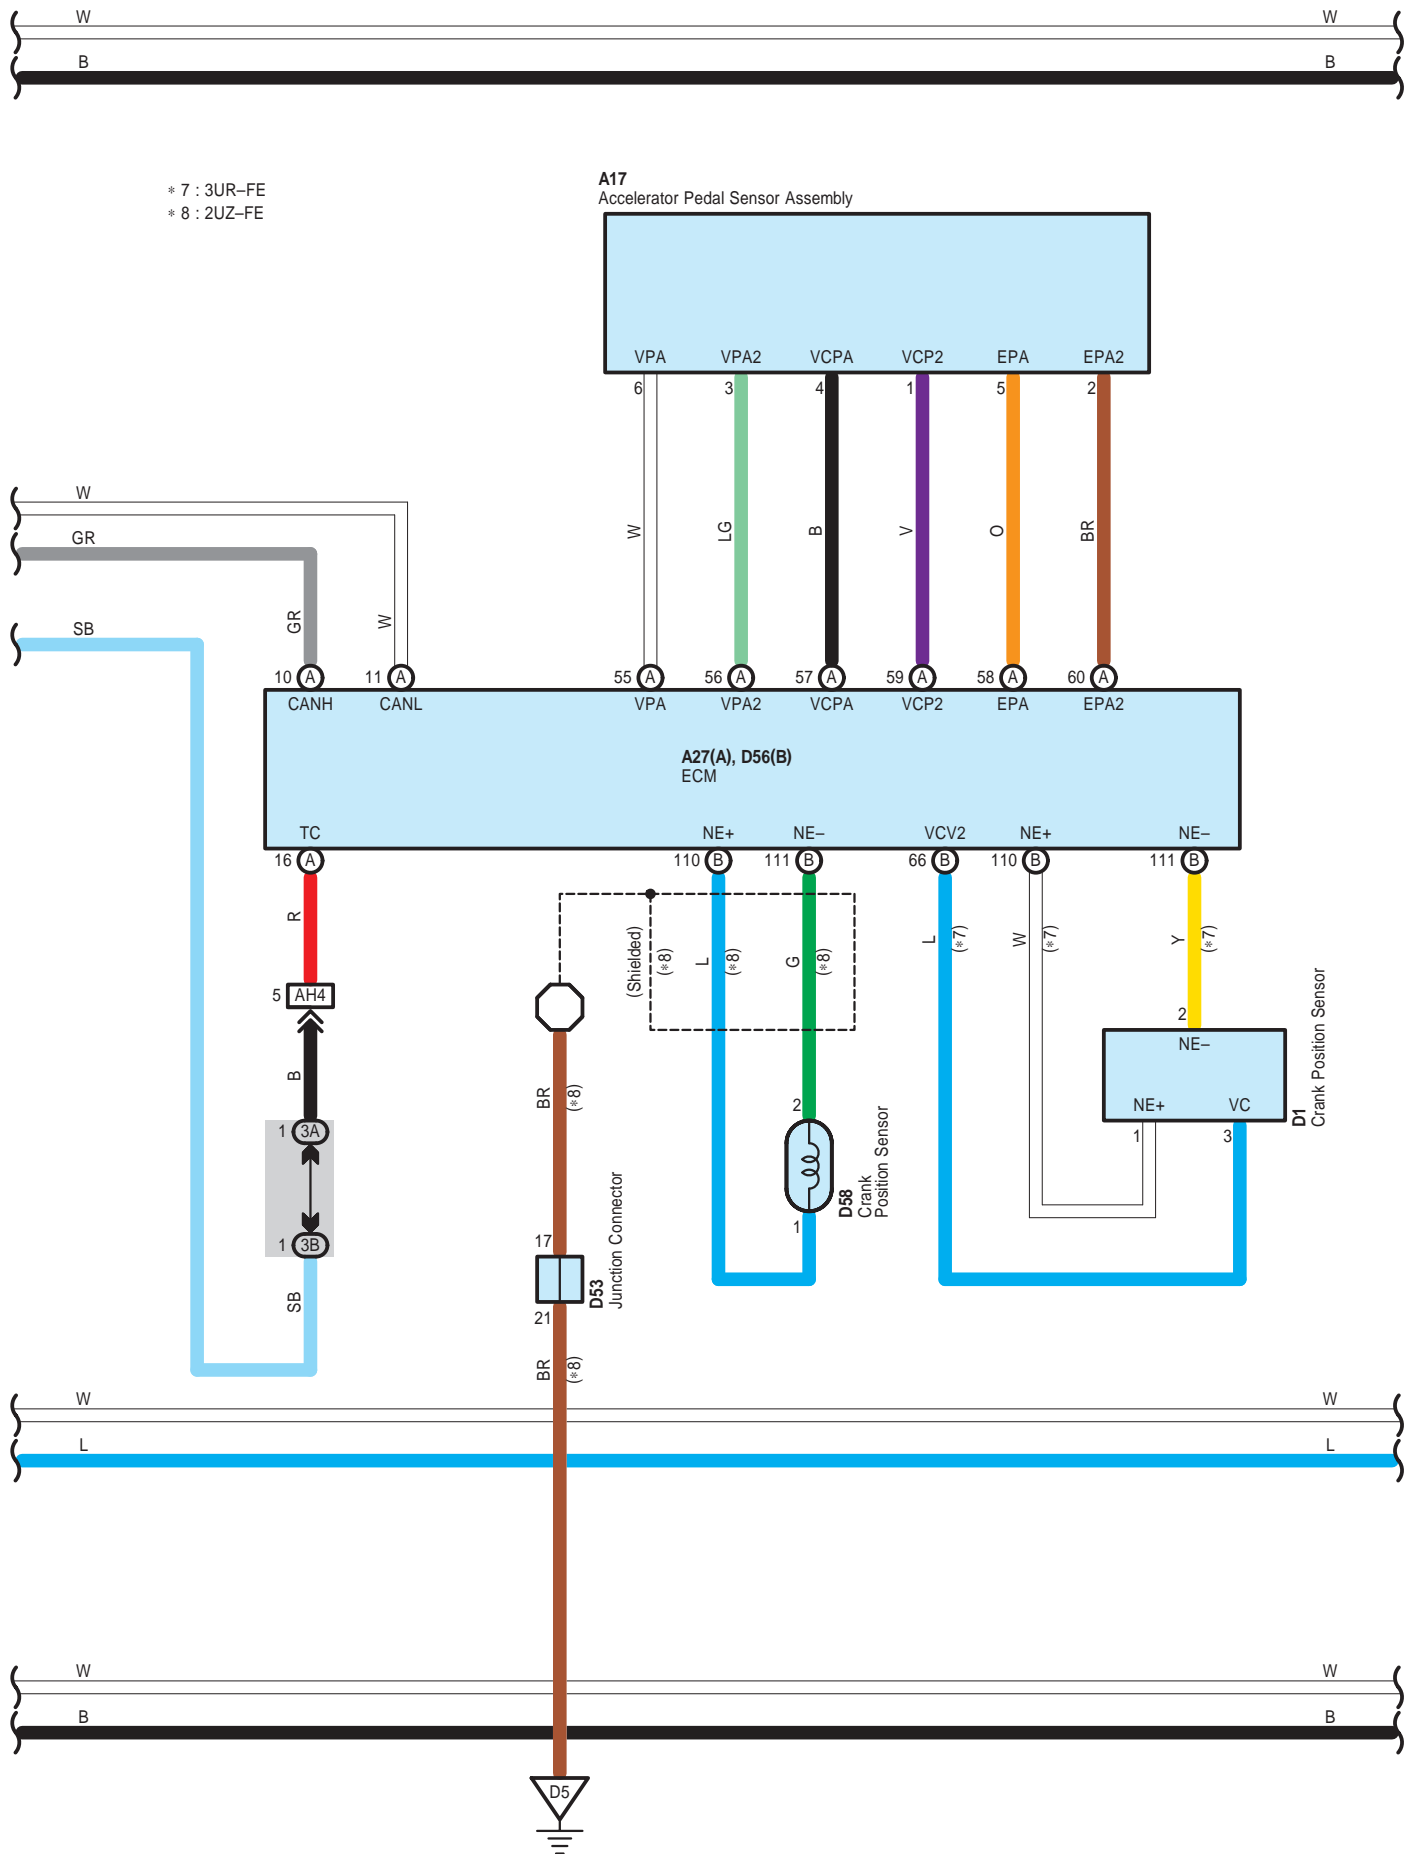 W W
B B
* 7 : 3UR–FE
* 8 : 2UZ–FE
A17
Accelerator Pedal Sensor Assembly
VPA VPA2 VCPA VCP2 EPA EPA2
6 3 4 1 5 2
W
GR
W LG B V O BR
SB
GR W
10 A 11 A 55 A 56 A 57 A 59 A 58 A 60 A
CANH CANL VPA VPA2 VCPA VCP2 EPA EPA2
A27(A), D56(B)
ECM
TC NE+ NE– VCV2 NE+ NE–
16 A 110 B 111 B 66 B 110 B 111 B
R
(Shielded)
(*8)
L (*8)
G (*8)
L (*7)
W (*7)
Y (*7)
5 AH4
B
2
NE–
NE+ VC
1 3
D1
Crank Position Sensor
BR (*8)
2
1 3A
1
D58
Crank
Position Sensor
1 3B
SB
17
21
D53
Junction Connector
BR (*8)
W W
L L
W W
B B
D5